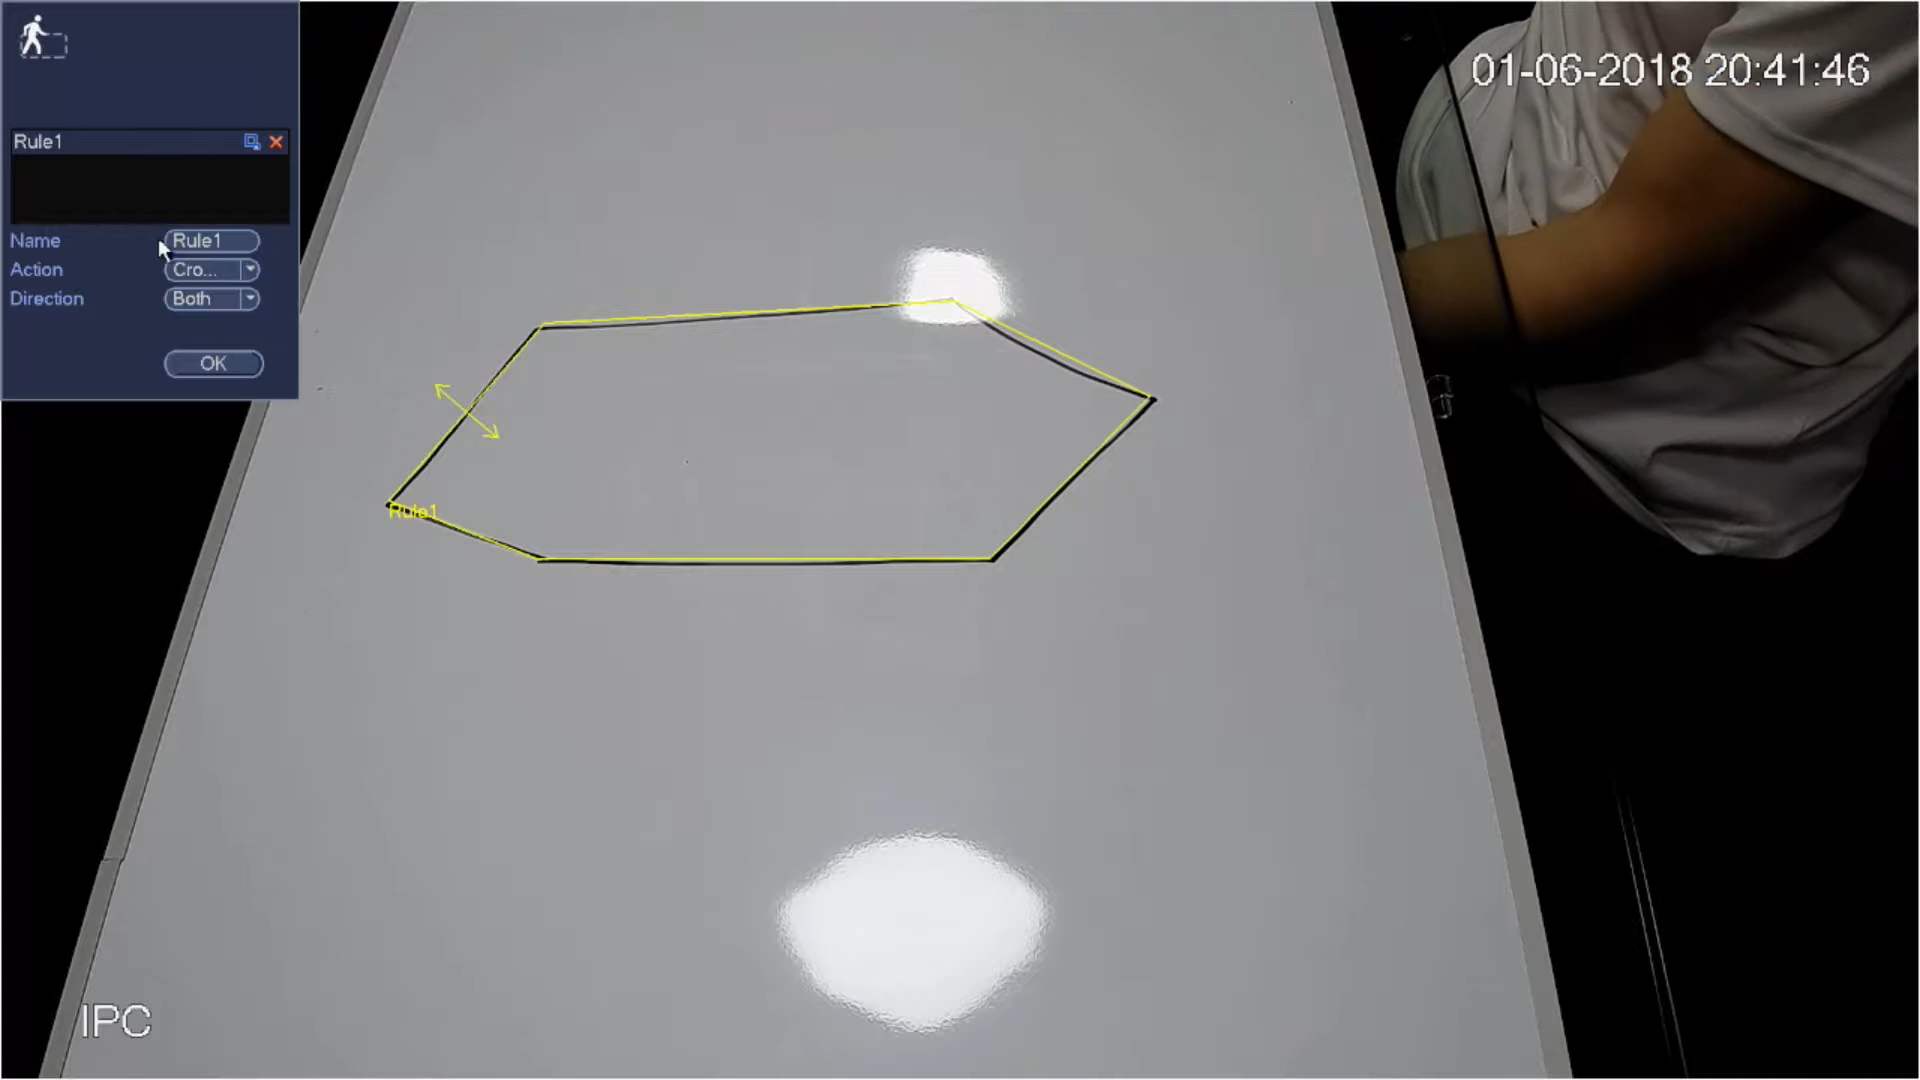 01-06-2018 20:41:46
Rule1
Name Rule1
Action Cro...
Direction Both
OK
Rule1
IPC